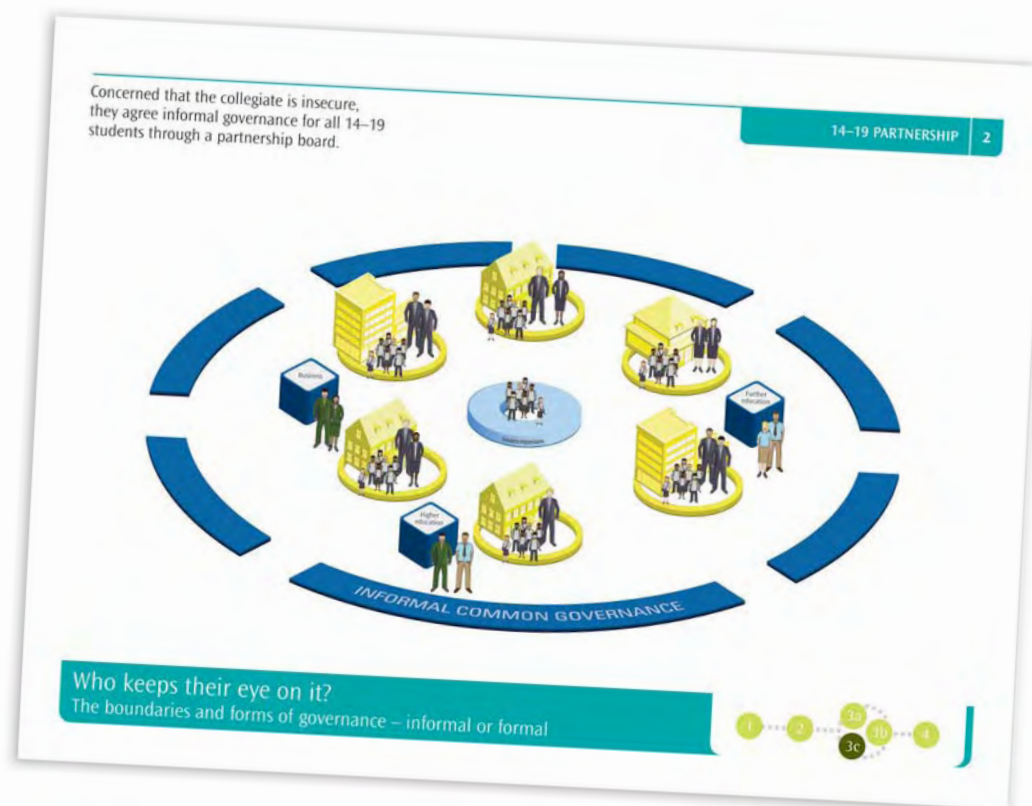 Concerned that the collegiate is insecure,
they agree informal governance for all 14–19
students through a partnership board.
14–19 PARTNERSHIP 2
Business
Further
education
Higher
education
INFORMAL COMMON GOVERNANCE
Who keeps their eye on it?
The boundaries and forms of governance – informal or formal
1 2 3a 3b 3c 4